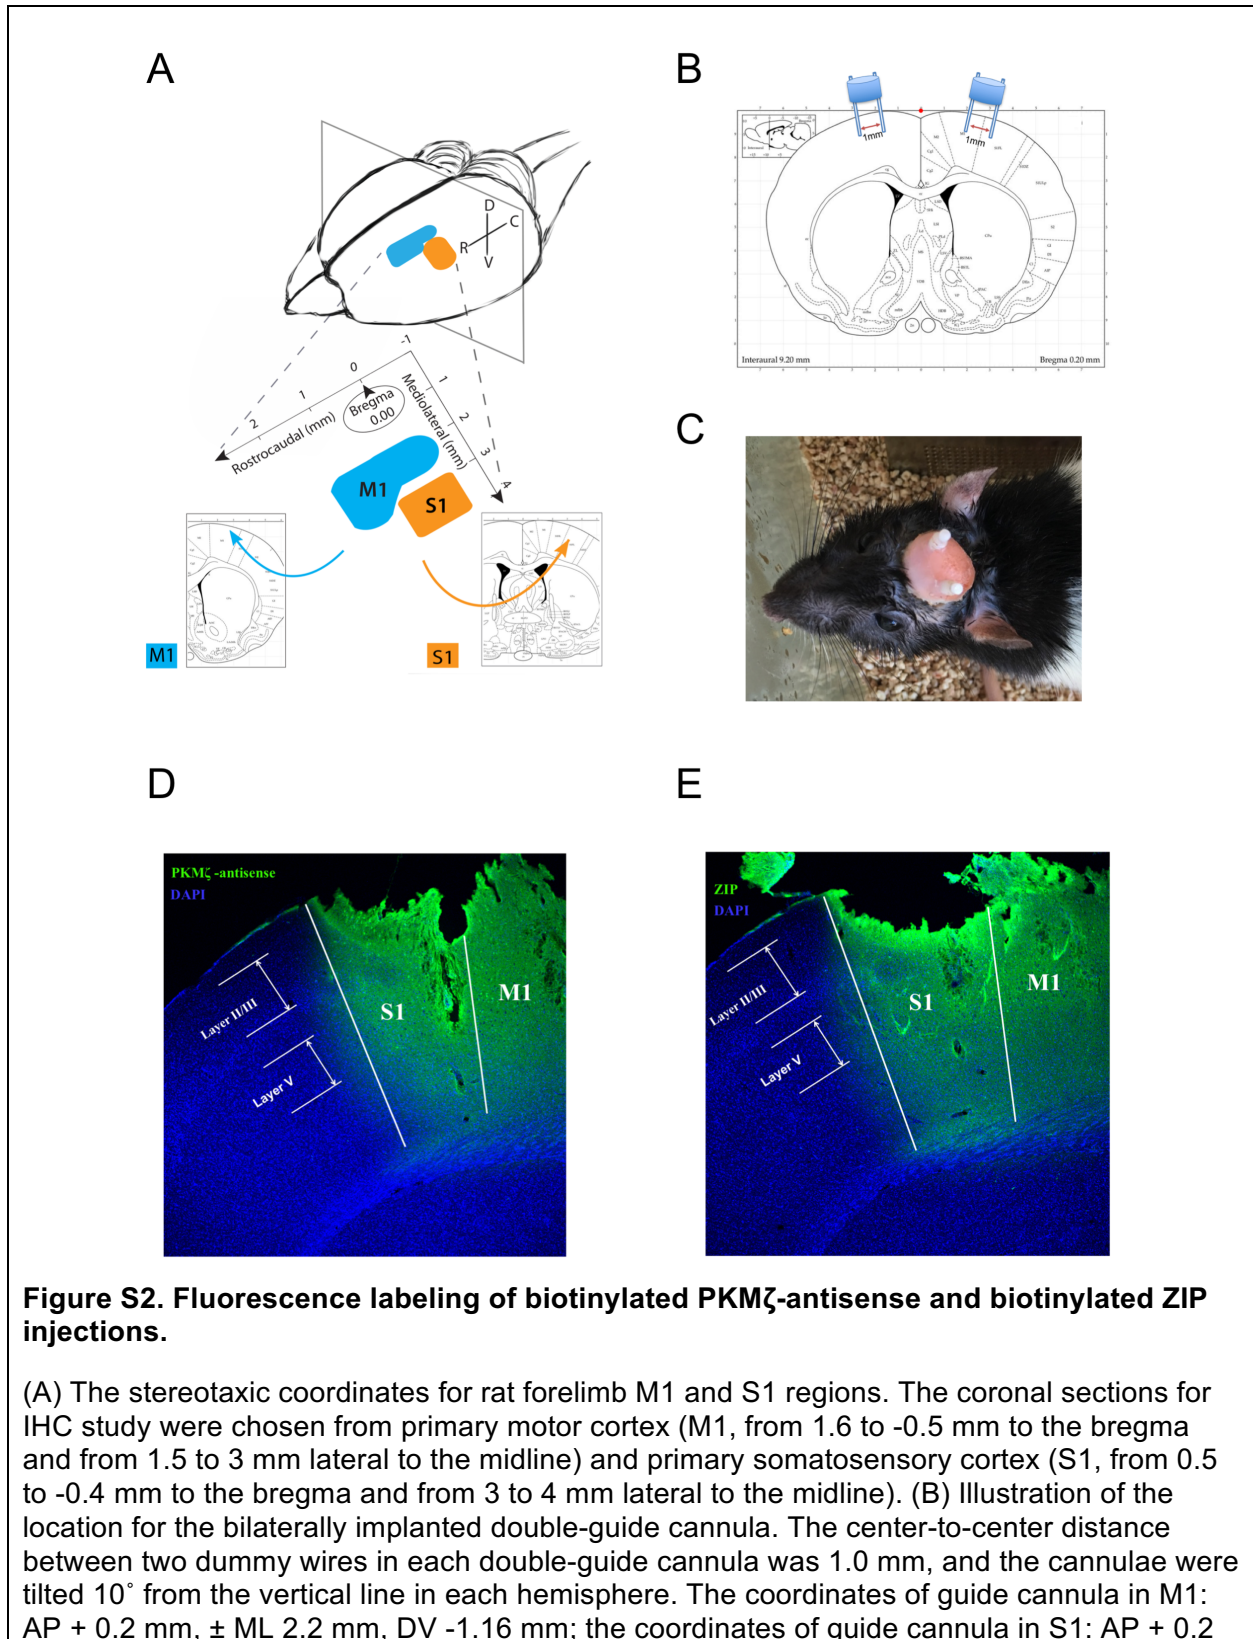 A
B
1mm
1mm
Interaural 9.20 mm
Bregma 0.20 mm
D
C
R
V
-1
0
1
2
Bregma
0.00
Rostrocaudal (mm)
Mediolateral (mm)
1
2
3
4
M1
S1
M1
S1
C
D
E
PKMζ -antisense
DAPI
Layer II/III
Layer V
S1
M1
ZIP
DAPI
Layer II/III
Layer V
S1
M1
Figure S2. Fluorescence labeling of biotinylated PKMζ-antisense and biotinylated ZIP
injections.
(A) The stereotaxic coordinates for rat forelimb M1 and S1 regions. The coronal sections for
IHC study were chosen from primary motor cortex (M1, from 1.6 to -0.5 mm to the bregma
and from 1.5 to 3 mm lateral to the midline) and primary somatosensory cortex (S1, from 0.5
to -0.4 mm to the bregma and from 3 to 4 mm lateral to the midline). (B) Illustration of the
location for the bilaterally implanted double-guide cannula. The center-to-center distance
between two dummy wires in each double-guide cannula was 1.0 mm, and the cannulae were
tilted 10˚ from the vertical line in each hemisphere. The coordinates of guide cannula in M1:
AP + 0.2 mm, ± ML 2.2 mm, DV -1.16 mm; the coordinates of guide cannula in S1: AP + 0.2